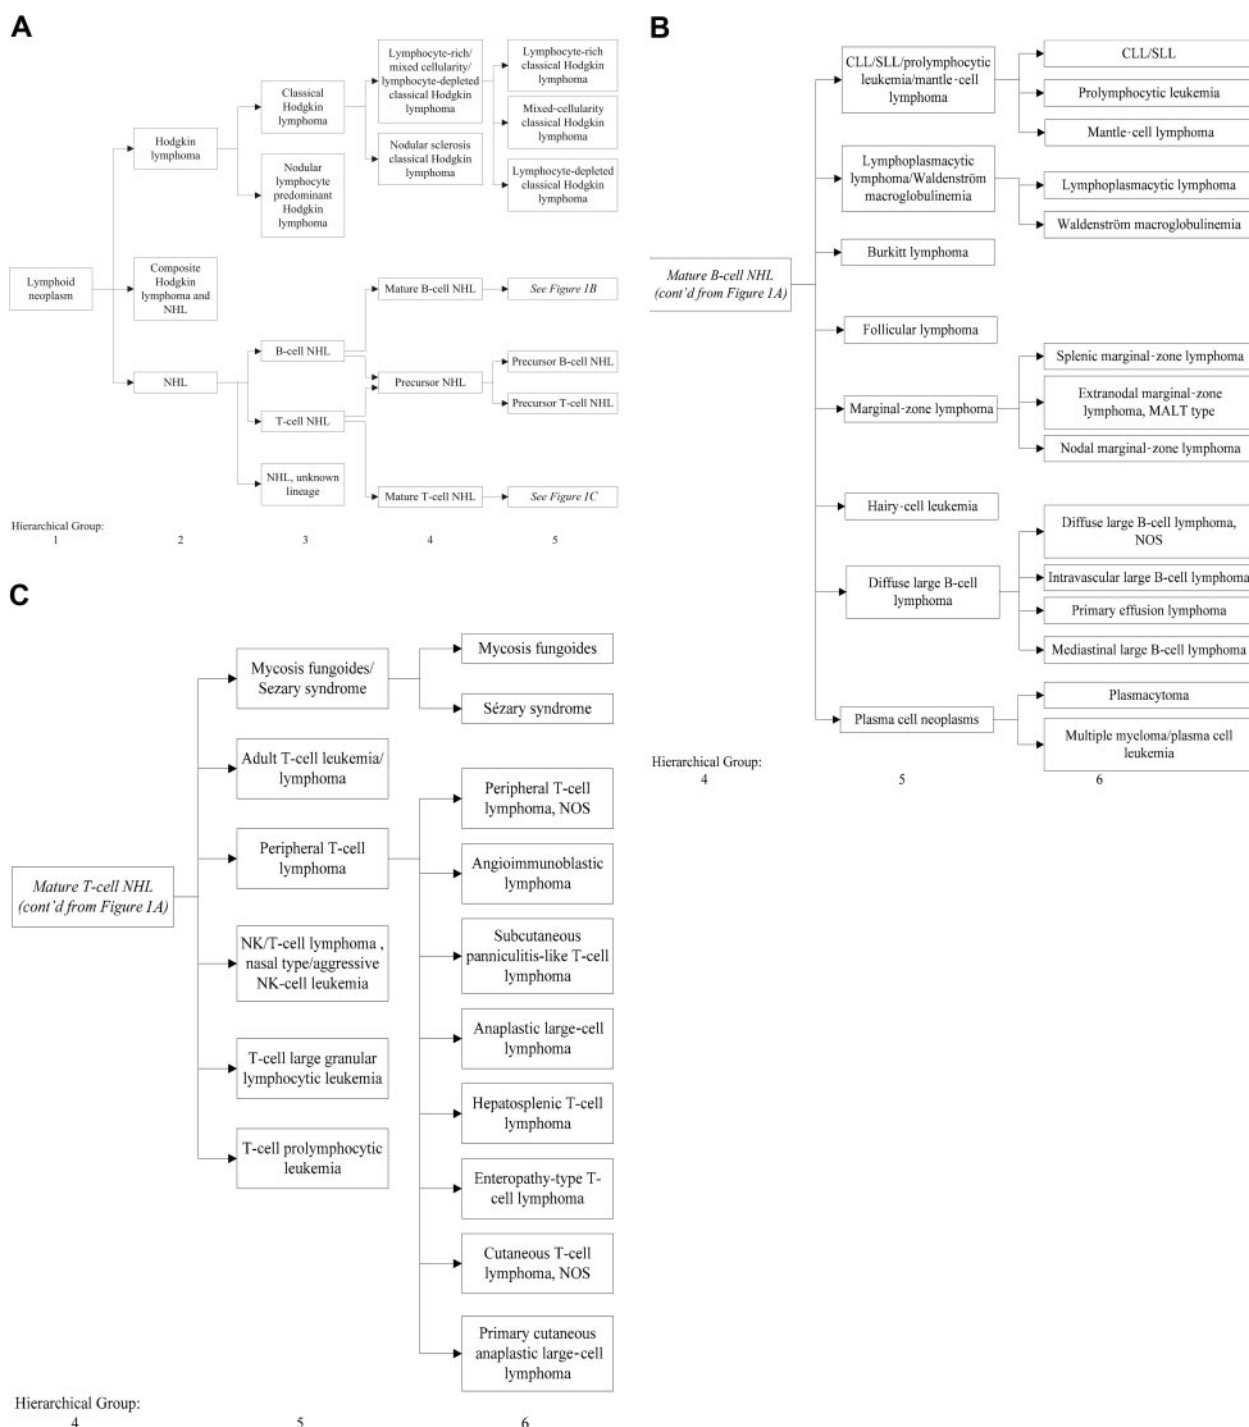 A
Lymphoid
neoplasm
Hodgkin
lymphoma
Composite
Hodgkin
lymphoma and
NHL
NHL
Classical
Hodgkin
lymphoma
Nodular
lymphocyte
predominant
Hodgkin
lymphoma
B-cell NHL
T-cell NHL
NHL, unknown
lineage
Lymphocyte-rich/
mixed cellularity/
lymphocyte-depleted
classical Hodgkin
lymphoma
Nodular sclerosis
classical Hodgkin
lymphoma
Mature B-cell NHL
Precursor NHL
Mature T-cell NHL
Lymphocyte-rich
classical Hodgkin
lymphoma
Mixed-cellularity
classical Hodgkin
lymphoma
Lymphocyte-depleted
classical Hodgkin
lymphoma
See Figure 1B
Precursor B-cell NHL
Precursor T-cell NHL
See Figure 1C
Hierarchical Group:
1 2 3 4 5
B
Mature B-cell NHL
(cont'd from Figure 1A)
CLL/SLL/prolymphocytic
leukemia/mantle-cell
lymphoma
Lymphoplasmacytic
lymphoma/Waldenström
macroglobulinemia
Burkitt lymphoma
Follicular lymphoma
Marginal-zone lymphoma
Hairy-cell leukemia
Diffuse large B-cell
lymphoma
Plasma cell neoplasms
CLL/SLL
Prolymphocytic leukemia
Mantle-cell lymphoma
Lymphoplasmacytic lymphoma
Waldenström macroglobulinemia
Splenic marginal-zone lymphoma
Extranodal marginal-zone
lymphoma, MALT type
Nodal marginal-zone lymphoma
Diffuse large B-cell lymphoma,
NOS
Intravascular large B-cell lymphoma
Primary effusion lymphoma
Mediastinal large B-cell lymphoma
Plasmacytoma
Multiple myeloma/plasma cell
leukemia
Hierarchical Group:
4 5 6
C
Mature T-cell NHL
(cont'd from Figure 1A)
Mycosis fungoides/
Sezary syndrome
Adult T-cell leukemia/
lymphoma
Peripheral T-cell
lymphoma
NK/T-cell lymphoma ,
nasal type/aggressive
NK-cell leukemia
T-cell large granular
lymphocytic leukemia
T-cell prolymphocytic
leukemia
Mycosis fungoides
Sézary syndrome
Peripheral T-cell
lymphoma, NOS
Angioimmunoblastic
lymphoma
Subcutaneous
panniculitis-like T-cell
lymphoma
Anaplastic large-cell
lymphoma
Hepatosplenic T-cell
lymphoma
Enteropathy-type T-
cell lymphoma
Cutaneous T-cell
lymphoma, NOS
Primary cutaneous
anaplastic large-cell
lymphoma
Hierarchical Group:
4 5 6